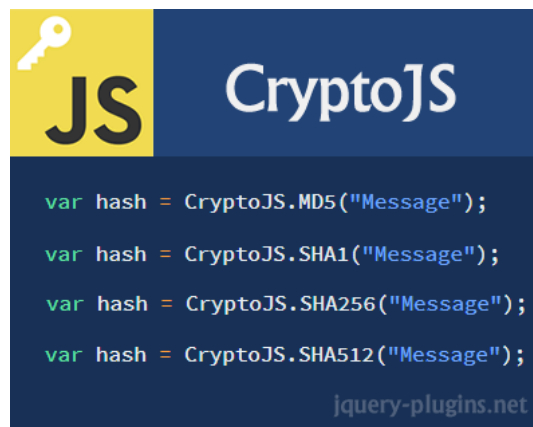 JS
CryptoJS
var hash = CryptoJS.MD5("Message");
var hash = CryptoJS.SHA1("Message");
var hash = CryptoJS.SHA256("Message");
var hash = CryptoJS.SHA512("Message");
jquery-plugins.net